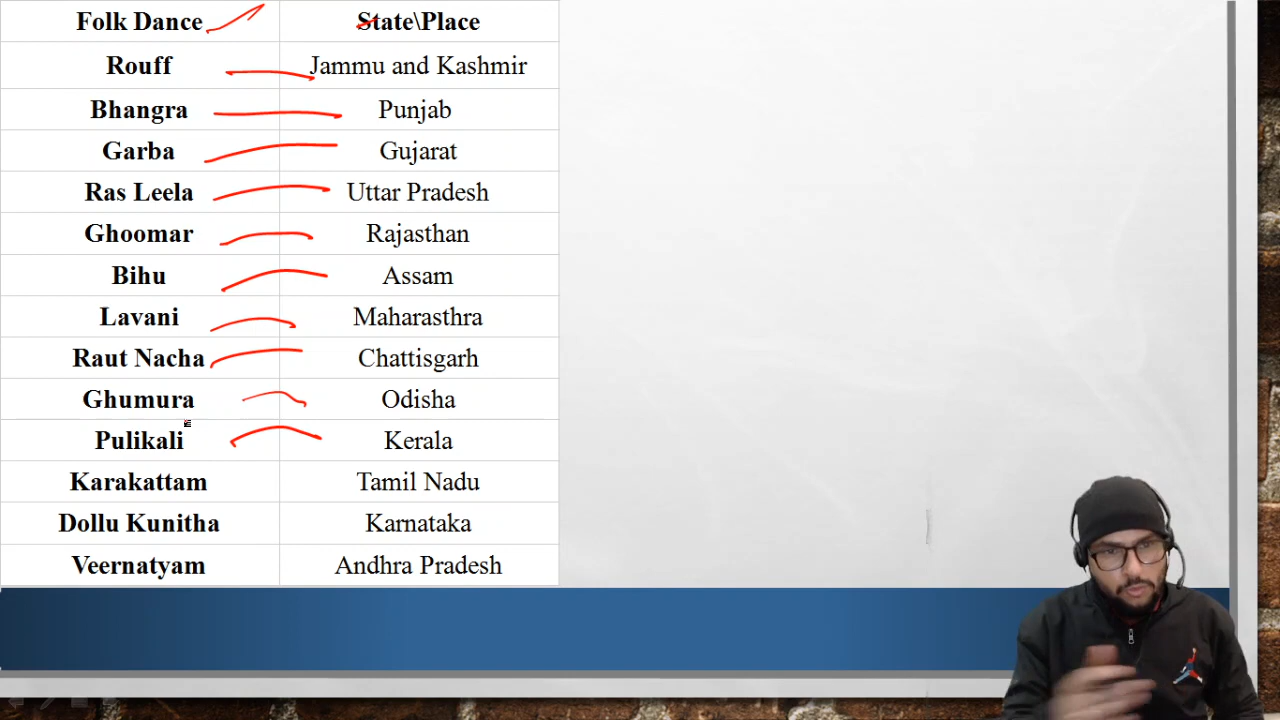 Folk Dance State\Place
Rouff Jammu and Kashmir
Bhangra Punjab
Garba Gujarat
Ras Leela Uttar Pradesh
Ghoomar Rajasthan
Bihu Assam
Lavani Maharasthra
Raut Nacha Chattisgarh
Ghumura Odisha
Pulikali Kerala
Karakattam Tamil Nadu
Dollu Kunitha Karnataka
Veernatyam Andhra Pradesh